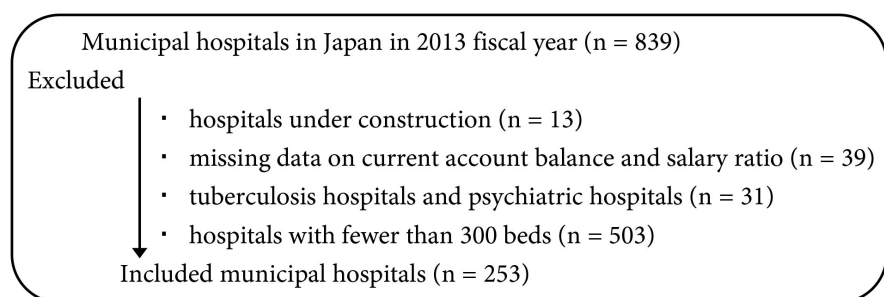 Municipal hospitals in Japan in 2013 fiscal year (n = 839)
Excluded
· hospitals under construction (n = 13)
· missing data on current account balance and salary ratio (n = 39)
· tuberculosis hospitals and psychiatric hospitals (n = 31)
· hospitals with fewer than 300 beds (n = 503)
Included municipal hospitals (n = 253)